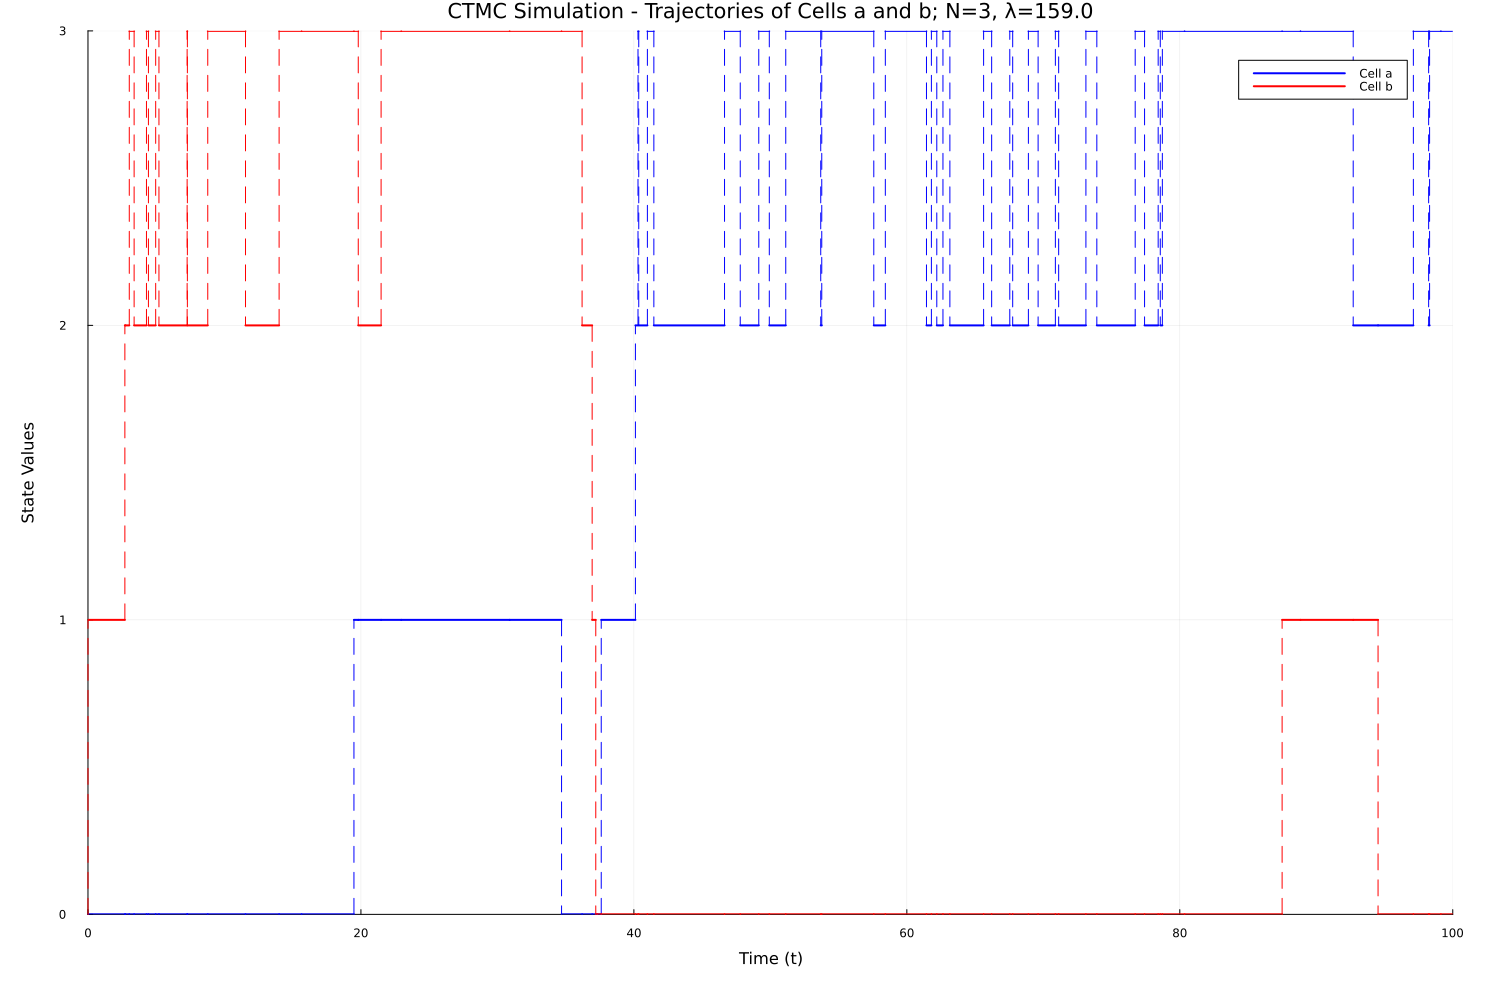 CTMC Simulation - Trajectories of Cells a and b; N=3, λ=159.0
3
Cell a
Cell b
2
State Values
1
0
0 20 40 60 80 100
Time (t)